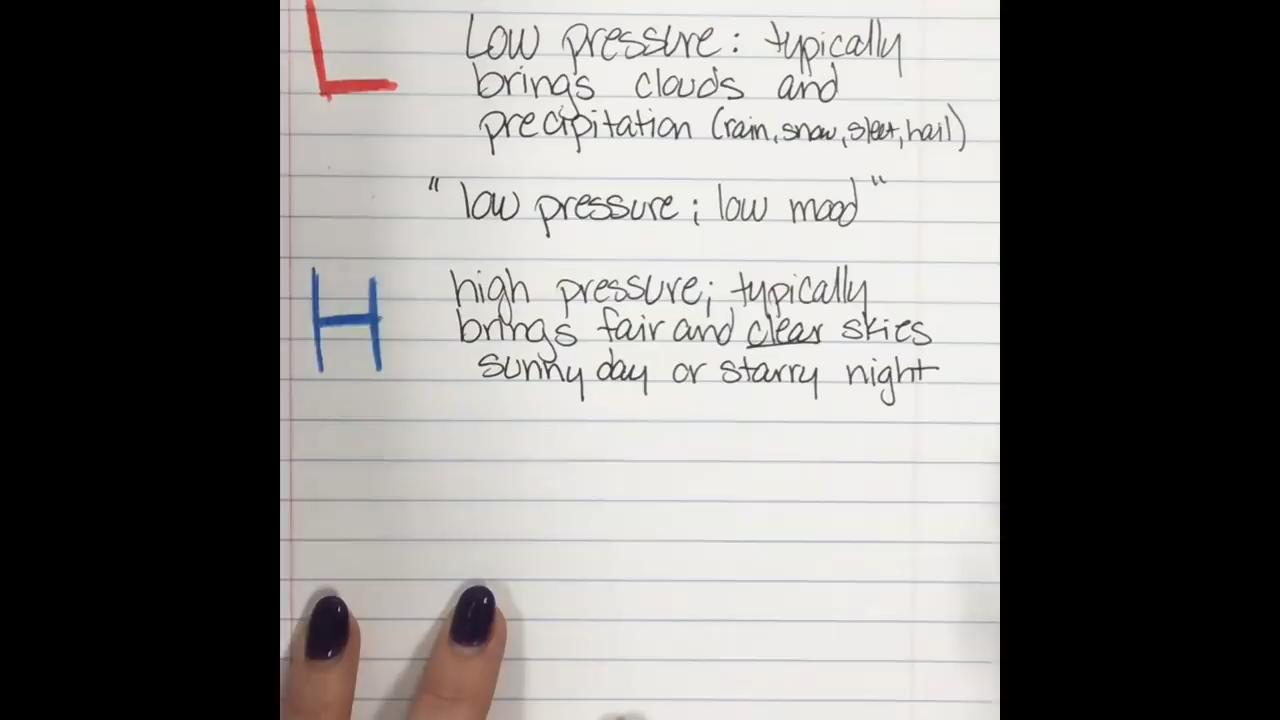 L
Low pressure: typically
brings clouds and
precipitation (rain, snow, sleet, hail)
"low pressure; low mood"
H
high pressure; typically
brings fair and clear skies
sunny day or starry night